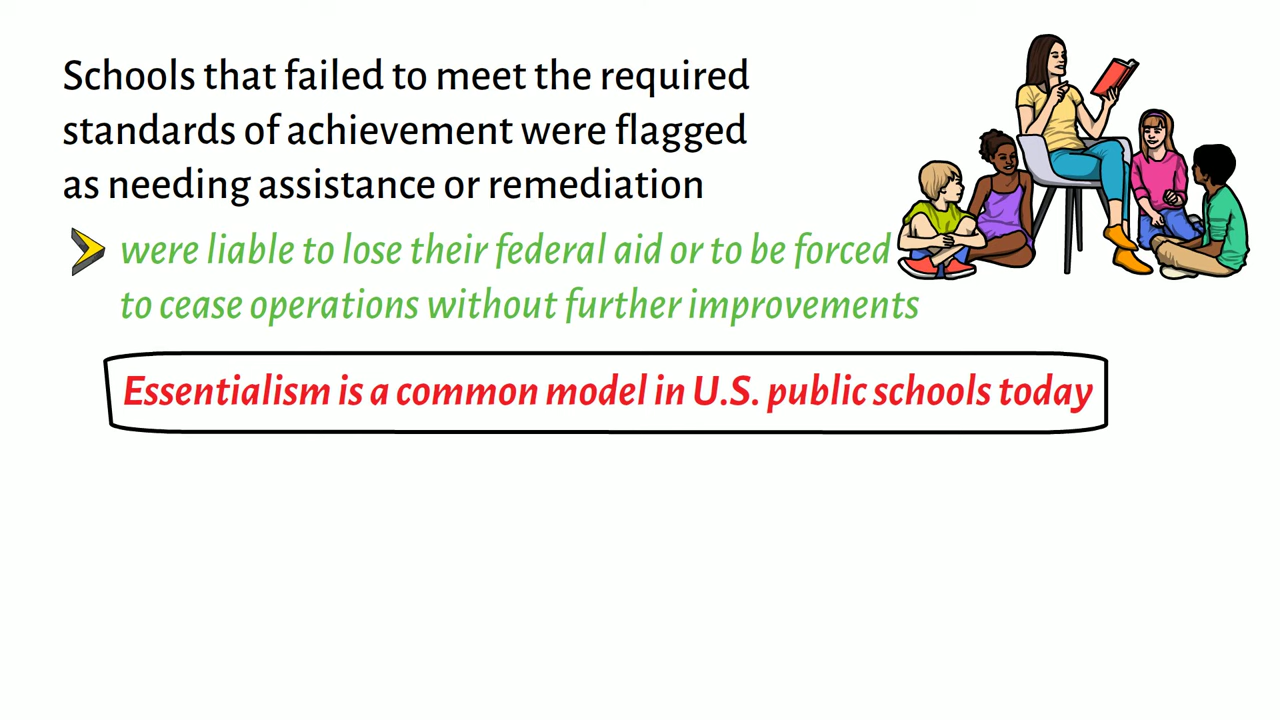 Schools that failed to meet the required
standards of achievement were flagged
as needing assistance or remediation
were liable to lose their federal aid or to be forced
to cease operations without further improvements
Essentialism is a common model in U.S. public schools today